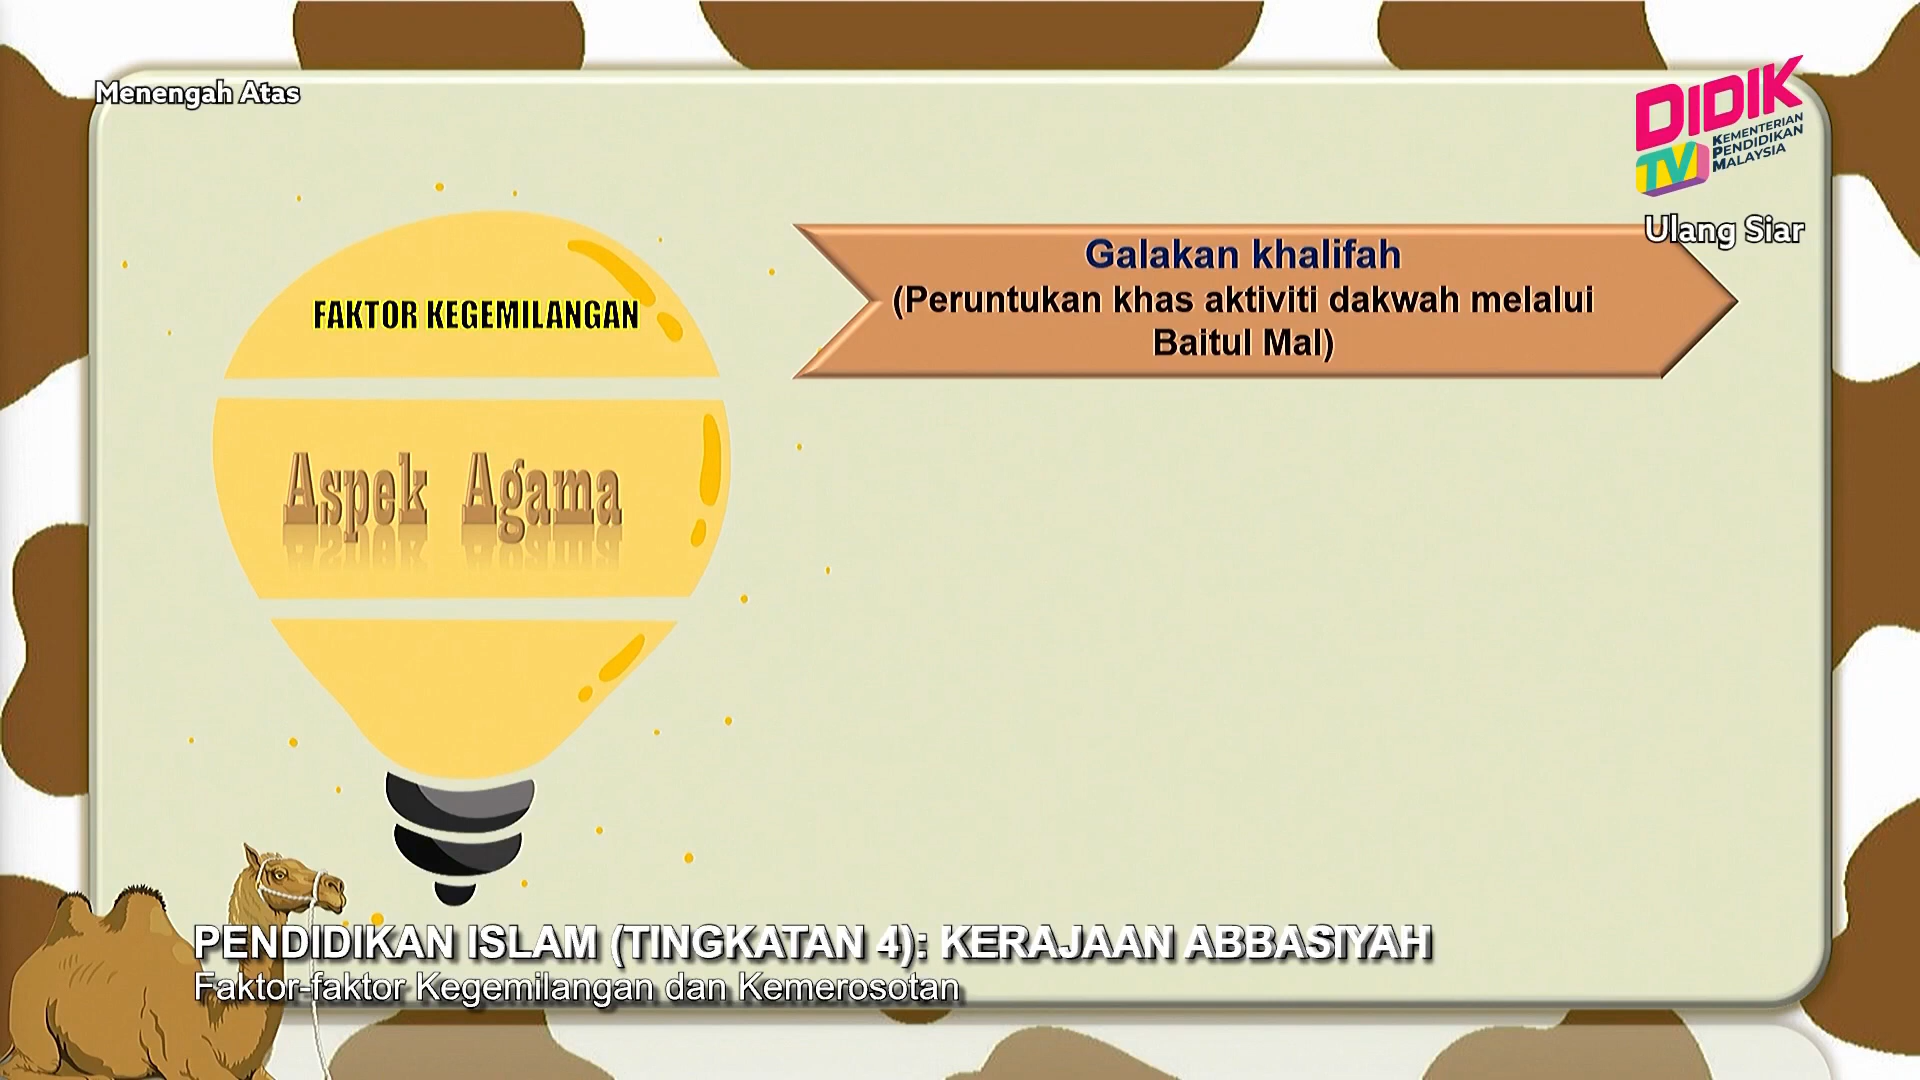 Menengah Atas
DIDIK
TV
KEMENTERIAN
PENDIDIKAN
MALAYSIA
Ulang Siar
FAKTOR KEGEMILANGAN
Aspek Agama
Galakan khalifah
(Peruntukan khas aktiviti dakwah melalui
Baitul Mal)
PENDIDIKAN ISLAM (TINGKATAN 4): KERAJAAN ABBASIYAH
Faktor-faktor Kegemilangan dan Kemerosotan